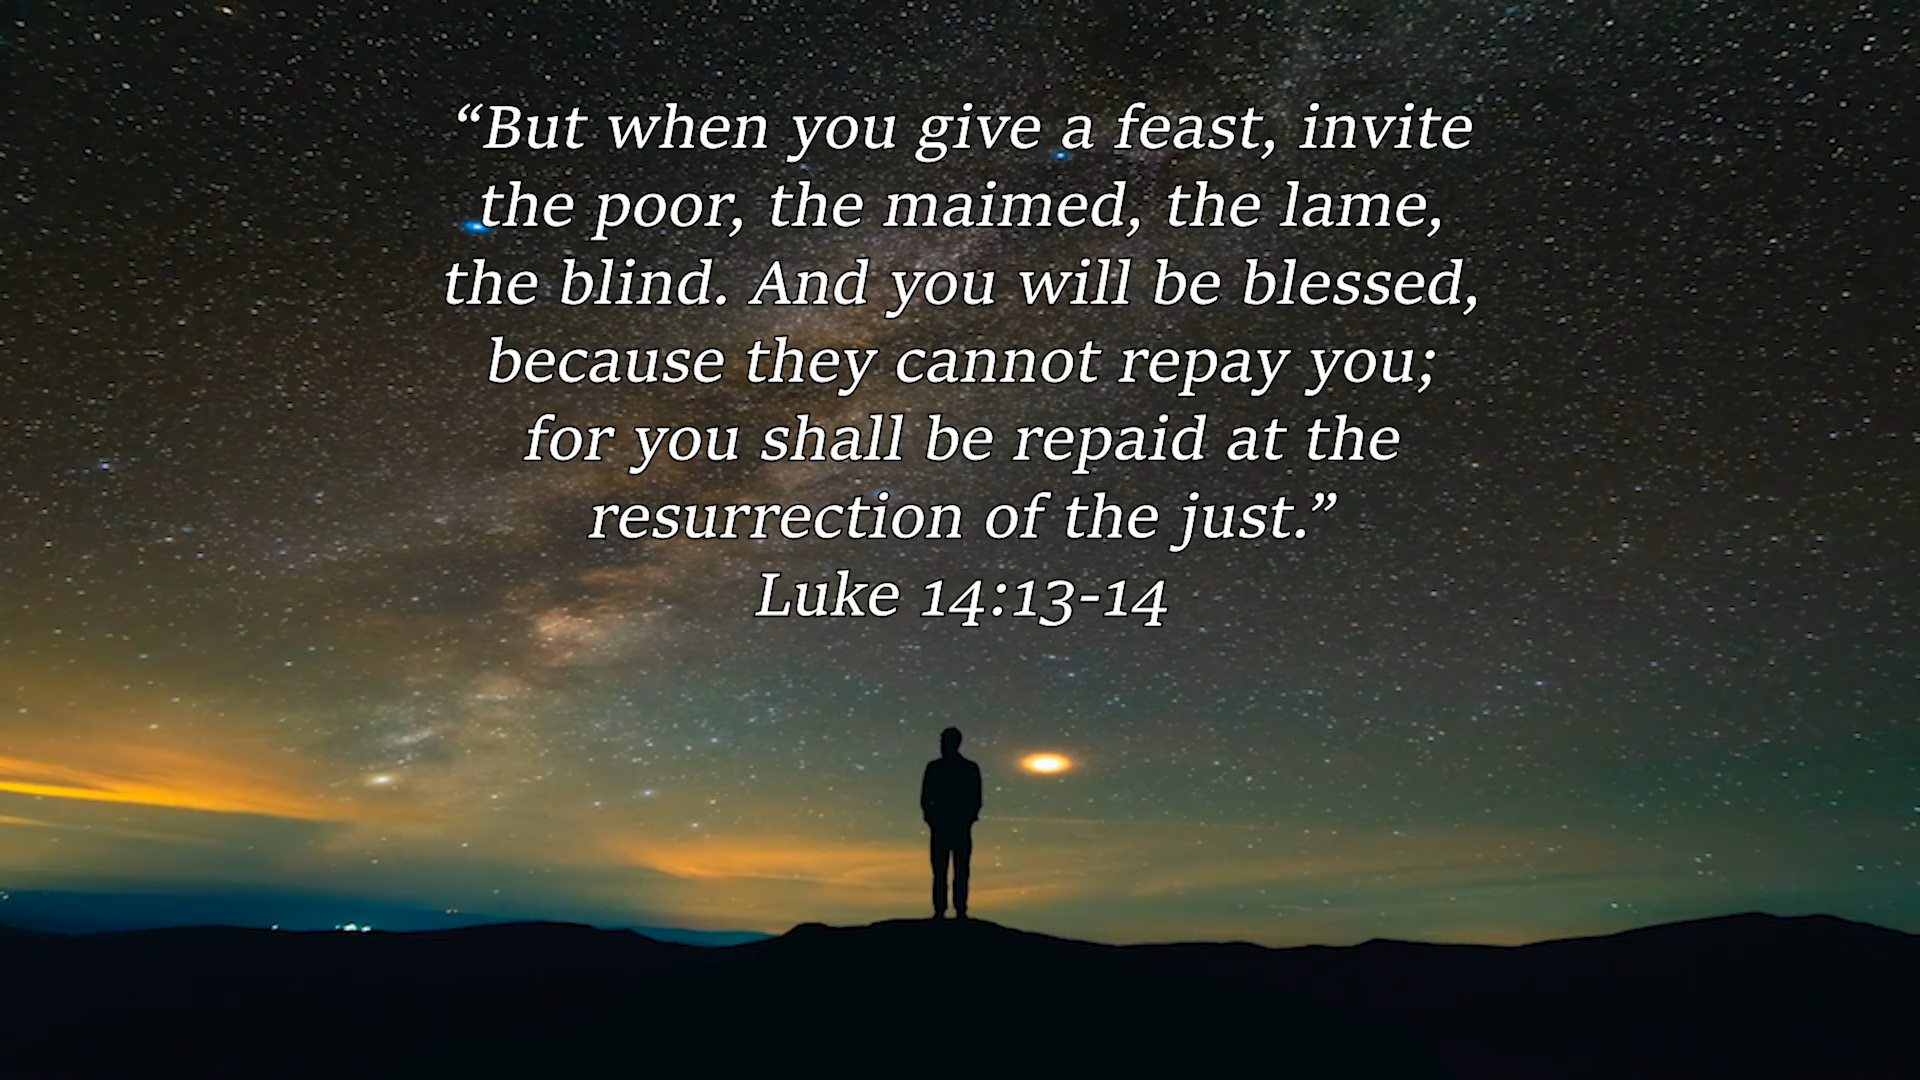 “But when you give a feast, invite
the poor, the maimed, the lame,
the blind. And you will be blessed,
because they cannot repay you;
for you shall be repaid at the
resurrection of the just.”
Luke 14:13-14